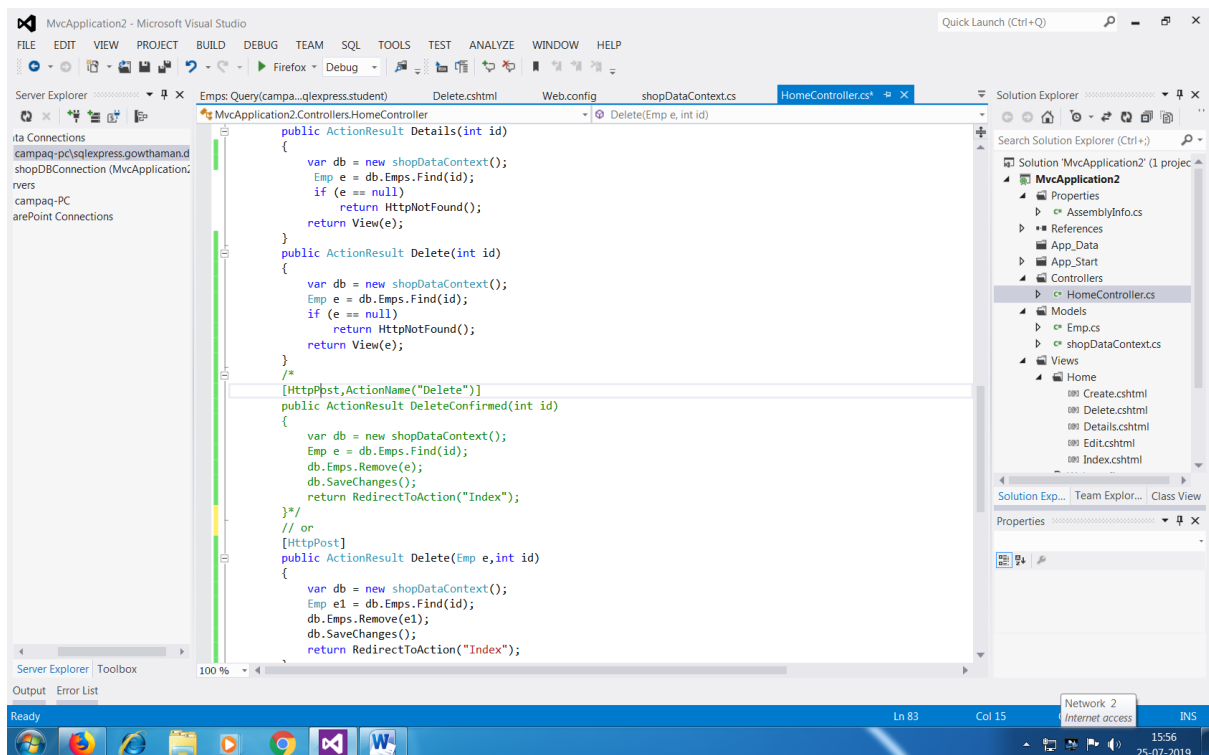 MvcApplication2 - Microsoft Visual Studio
Quick Launch (Ctrl+Q)
FILE EDIT VIEW PROJECT BUILD DEBUG TEAM SQL TOOLS TEST ANALYZE WINDOW HELP
Firefox Debug
Server Explorer
Emps: Query(campa...qlexpress.student) Delete.cshtml Web.config shopDataContext.cs HomeController.cs*
Solution Explorer
MvcApplication2.Controllers.HomeController Delete(Emp e, int id)
ta Connections
campaq-pc\sqlexpress.gowthaman.d
shopDBConnection (MvcApplication2
rvers
campaq-PC
arePoint Connections
public ActionResult Details(int id)
{
var db = new shopDataContext();
Emp e = db.Emps.Find(id);
if (e == null)
return HttpNotFound();
return View(e);
}
public ActionResult Delete(int id)
{
var db = new shopDataContext();
Emp e = db.Emps.Find(id);
if (e == null)
return HttpNotFound();
return View(e);
}
/*
[HttpPost,ActionName("Delete")]
public ActionResult DeleteConfirmed(int id)
{
var db = new shopDataContext();
Emp e = db.Emps.Find(id);
db.Emps.Remove(e);
db.SaveChanges();
return RedirectToAction("Index");
}*/
// or
[HttpPost]
public ActionResult Delete(Emp e,int id)
{
var db = new shopDataContext();
Emp e1 = db.Emps.Find(id);
db.Emps.Remove(e1);
db.SaveChanges();
return RedirectToAction("Index");
Search Solution Explorer (Ctrl+;)
Solution 'MvcApplication2' (1 projec
MvcApplication2
Properties
AssemblyInfo.cs
References
App_Data
App_Start
Controllers
HomeController.cs
Models
Emp.cs
shopDataContext.cs
Views
Home
Create.cshtml
Delete.cshtml
Details.cshtml
Edit.cshtml
Index.cshtml
Solution Exp... Team Explor... Class View
Properties
Server Explorer Toolbox
100 %
Output Error List
Ready Ln 83 Col 15 INS
Network 2
Internet access
15:56
25-07-2019